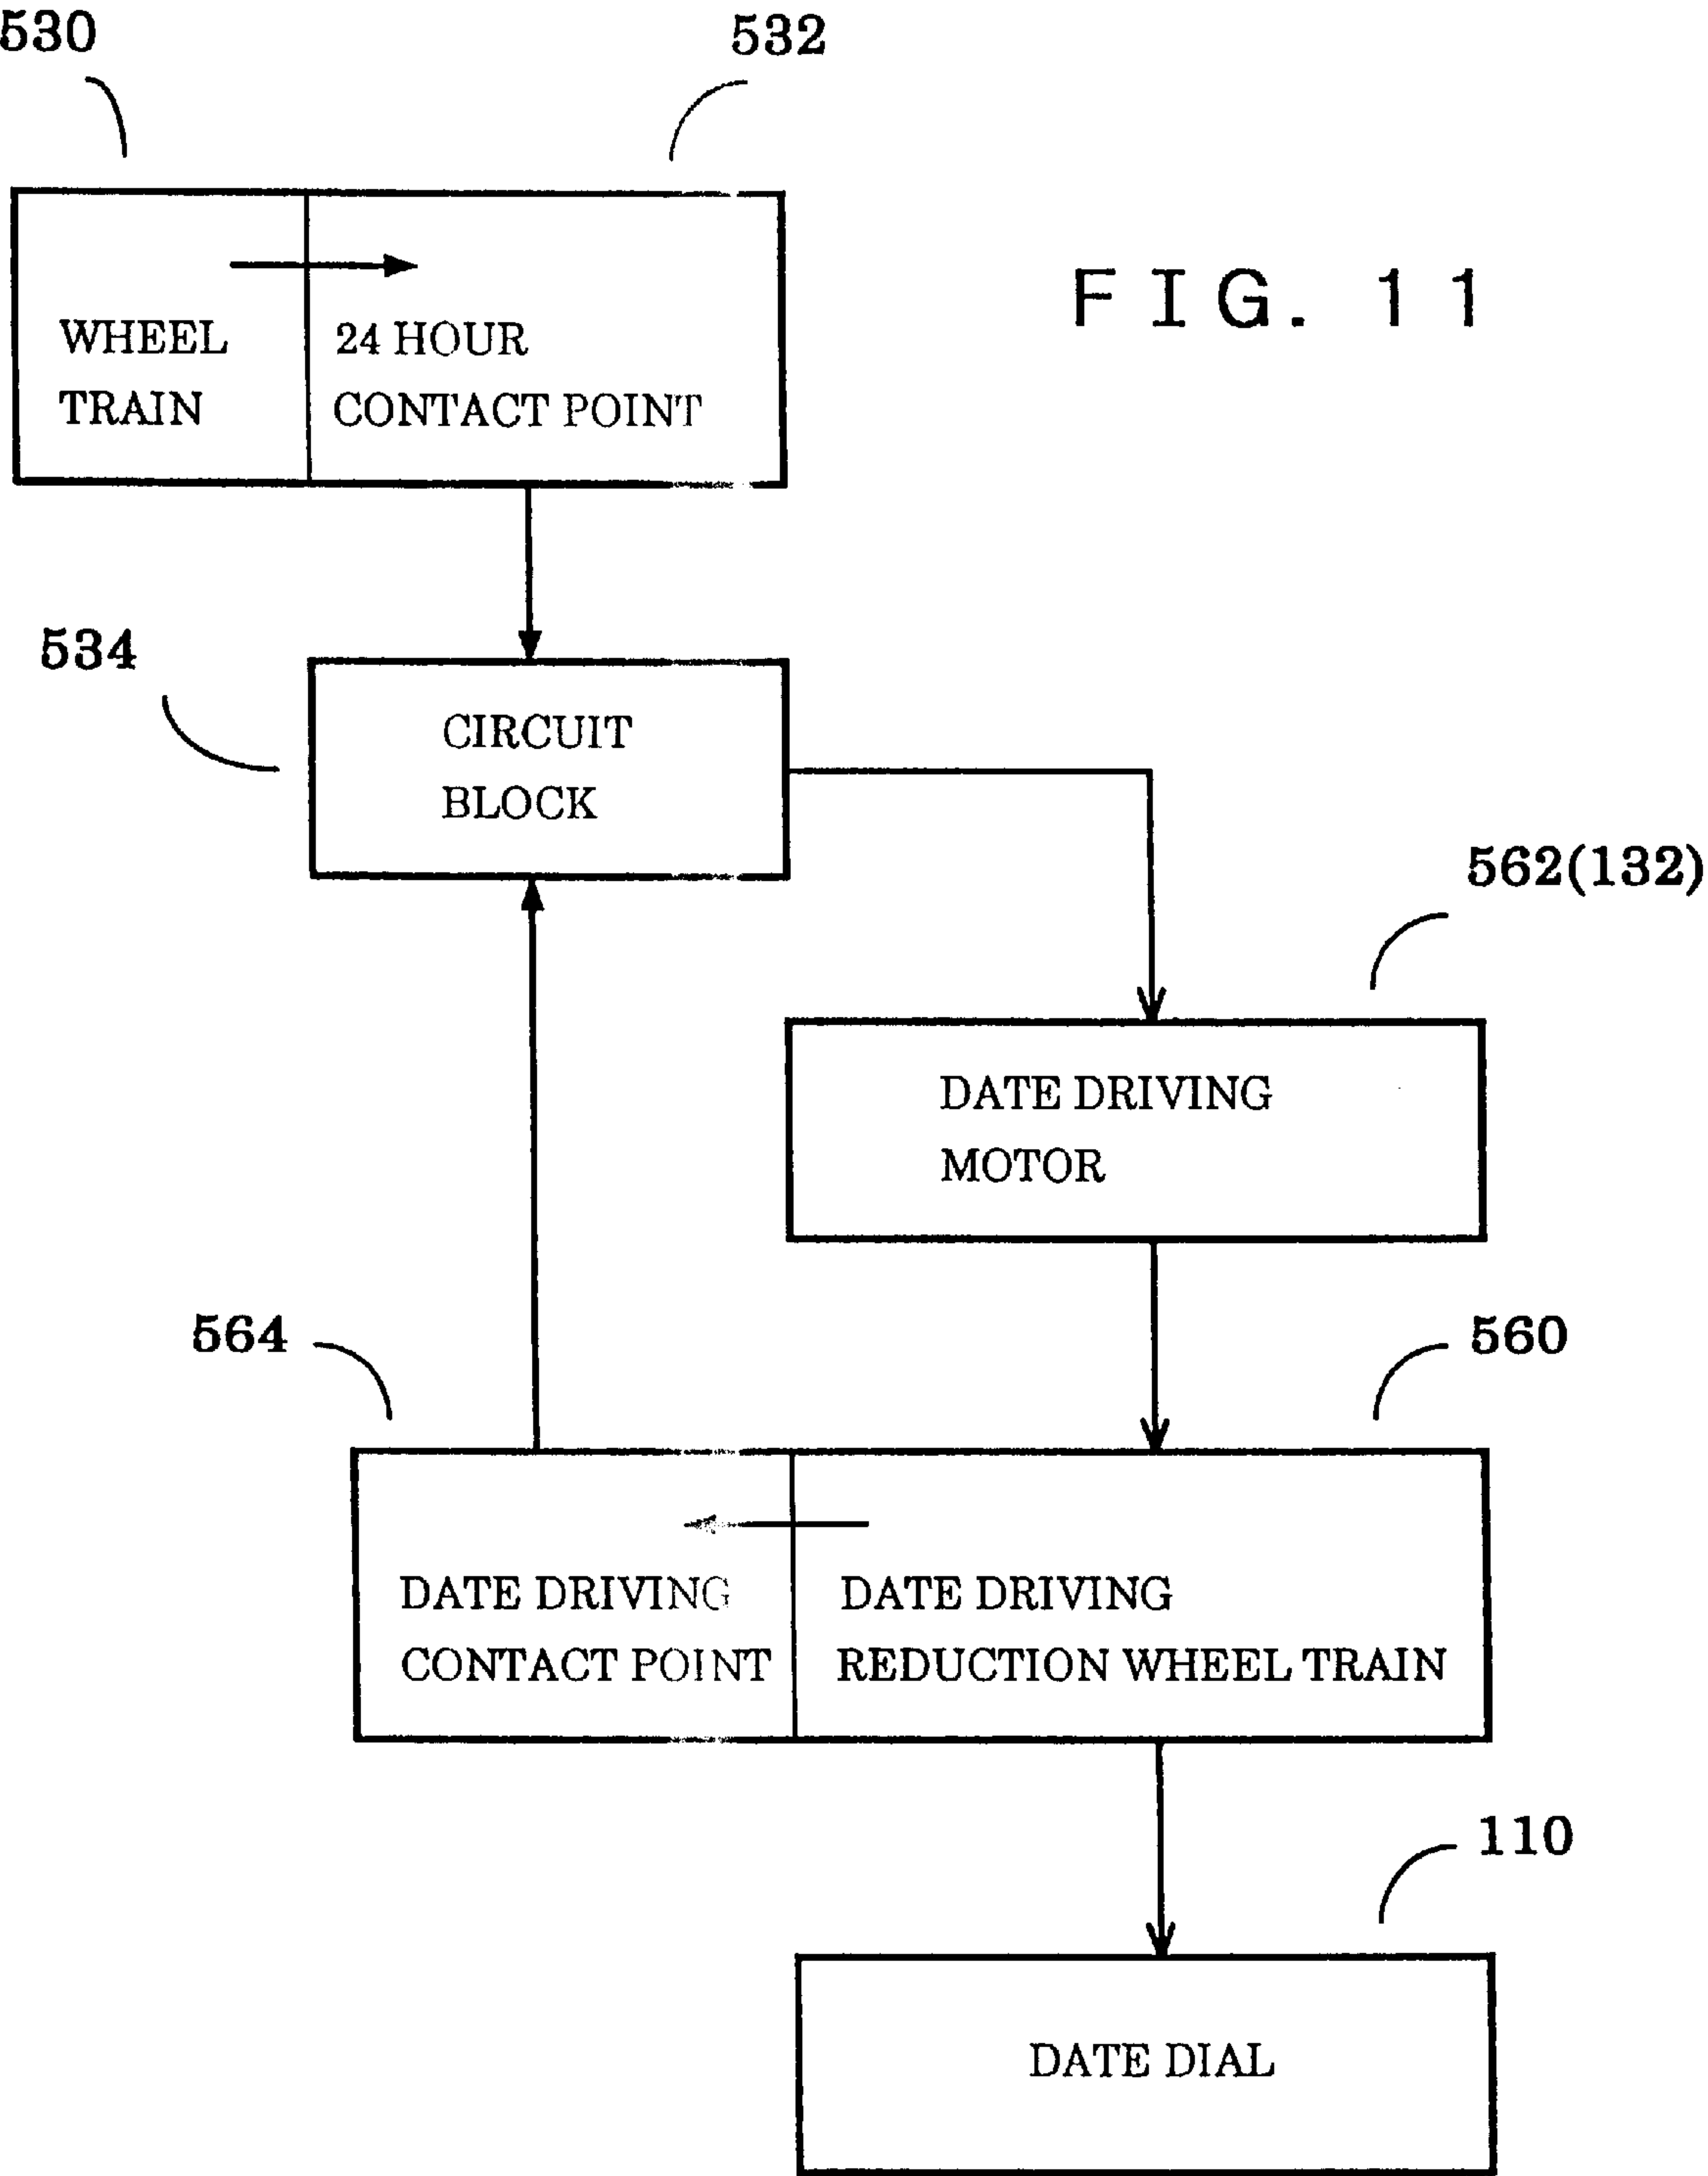 530
532
WHEEL
TRAIN
24 HOUR
CONTACT POINT
FIG. 11
534
CIRCUIT
BLOCK
562(132)
DATE DRIVING
MOTOR
564
560
DATE DRIVING
CONTACT POINT
DATE DRIVING
REDUCTION WHEEL TRAIN
110
DATE DIAL